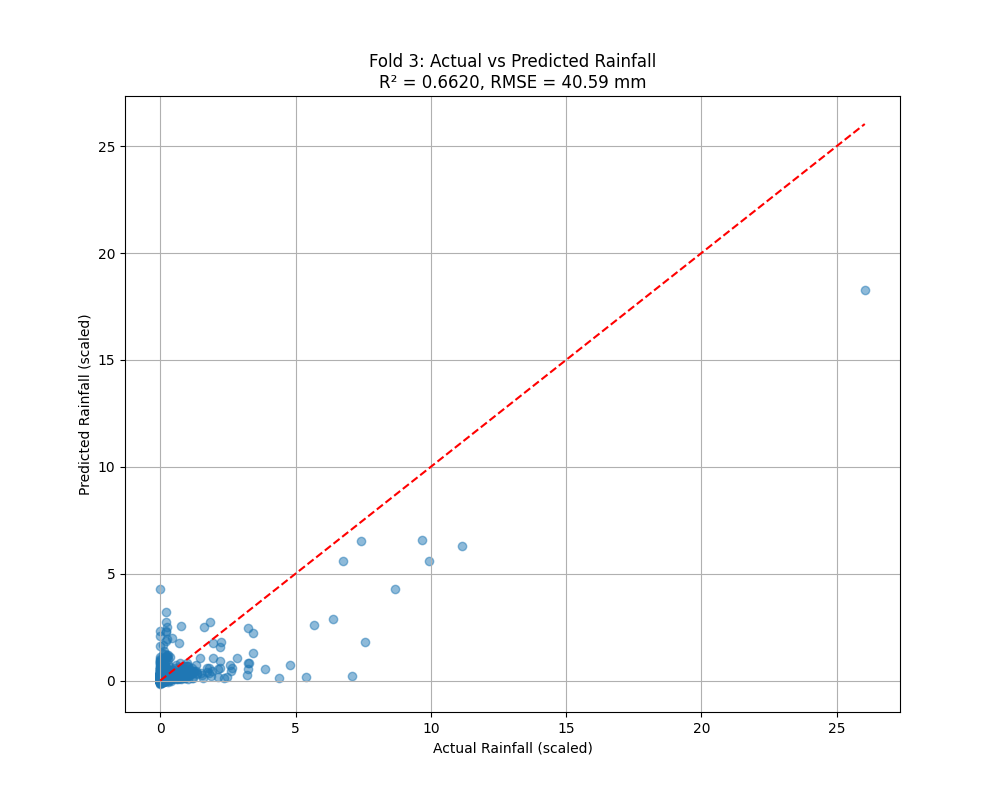 Fold 3: Actual vs Predicted Rainfall
R² = 0.6620, RMSE = 40.59 mm
Predicted Rainfall (scaled)
25
20
15
10
5
0
0 5 10 15 20 25
Actual Rainfall (scaled)